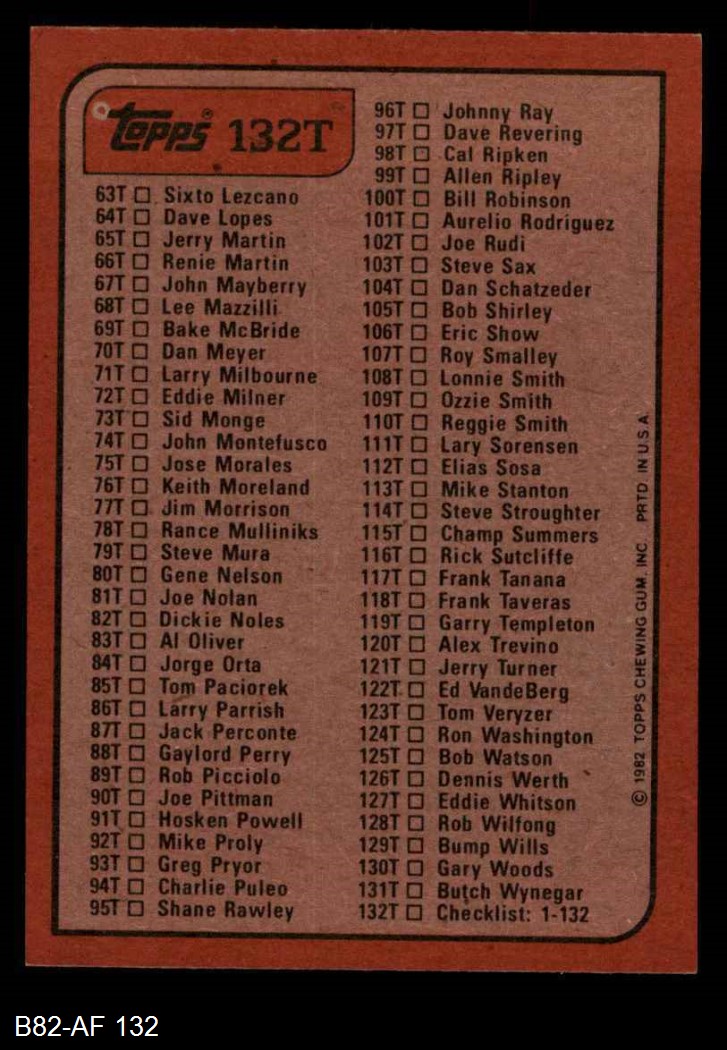 Topps® 132T
63T □ Sixto Lezcano
64T □ Dave Lopes
65T □ Jerry Martin
66T □ Renie Martin
67T □ John Mayberry
68T □ Lee Mazzilli
69T □ Bake McBride
70T □ Dan Meyer
71T □ Larry Milbourne
72T □ Eddie Milner
73T □ Sid Monge
74T □ John Montefusco
75T □ Jose Morales
76T □ Keith Moreland
77T □ Jim Morrison
78T □ Rance Mulliniks
79T □ Steve Mura
80T □ Gene Nelson
81T □ Joe Nolan
82T □ Dickie Noles
83T □ Al Oliver
84T □ Jorge Orta
85T □ Tom Paciorek
86T □ Larry Parrish
87T □ Jack Perconte
88T □ Gaylord Perry
89T □ Rob Picciolo
90T □ Joe Pittman
91T □ Hosken Powell
92T □ Mike Proly
93T □ Greg Pryor
94T □ Charlie Puleo
95T □ Shane Rawley
96T □ Johnny Ray
97T □ Dave Revering
98T □ Cal Ripken
99T □ Allen Ripley
100T □ Bill Robinson
101T □ Aurelio Rodriguez
102T □ Joe Rudi
103T □ Steve Sax
104T □ Dan Schatzeder
105T □ Bob Shirley
106T □ Eric Show
107T □ Roy Smalley
108T □ Lonnie Smith
109T □ Ozzie Smith
110T □ Reggie Smith
111T □ Lary Sorensen
112T □ Elias Sosa
113T □ Mike Stanton
114T □ Steve Stroughter
115T □ Champ Summers
116T □ Rick Sutcliffe
117T □ Frank Tanana
118T □ Frank Taveras
119T □ Garry Templeton
120T □ Alex Trevino
121T □ Jerry Turner
122T □ Ed VandeBerg
123T □ Tom Veryzer
124T □ Ron Washington
125T □ Bob Watson
126T □ Dennis Werth
127T □ Eddie Whitson
128T □ Rob Wilfong
129T □ Bump Wills
130T □ Gary Woods
131T □ Butch Wynegar
132T □ Checklist: 1-132
© 1982 TOPPS CHEWING GUM, INC. PRTD IN U.S.A.
B82-AF 132